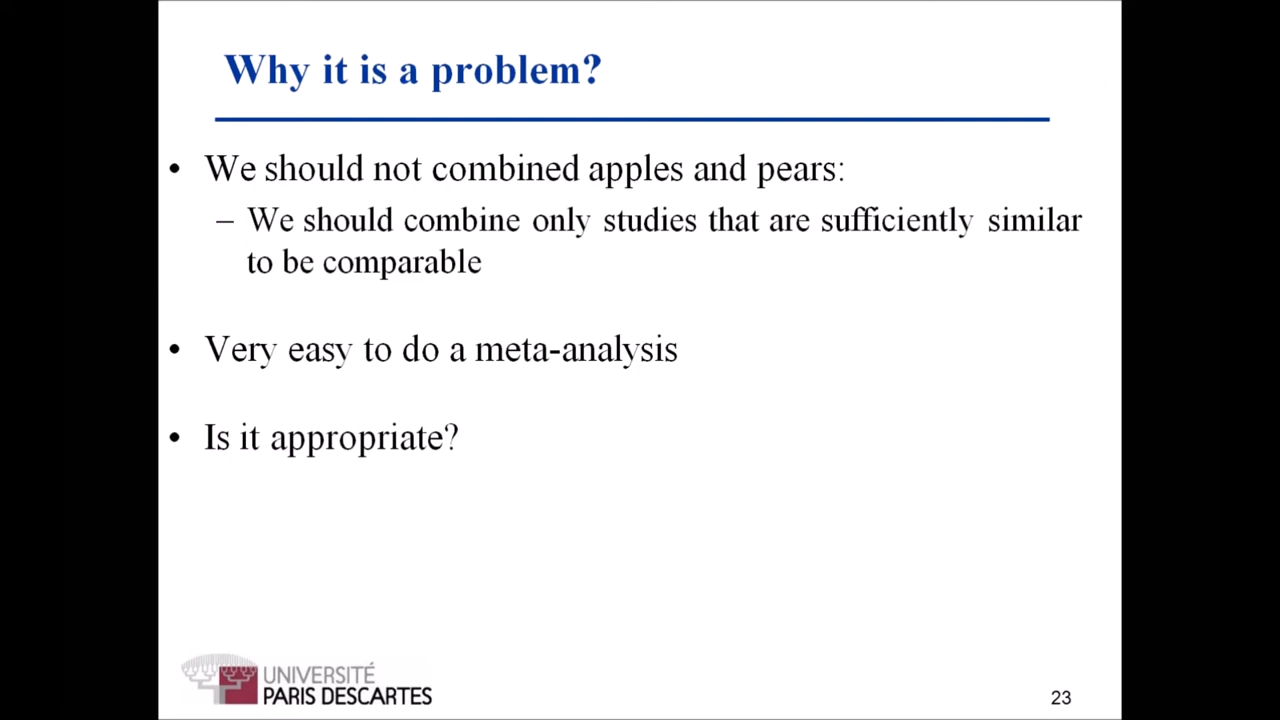 Why it is a problem?
• We should not combined apples and pears:
– We should combine only studies that are sufficiently similar
to be comparable
• Very easy to do a meta-analysis
• Is it appropriate?
UNIVERSITÉ
PARIS DESCARTES
23